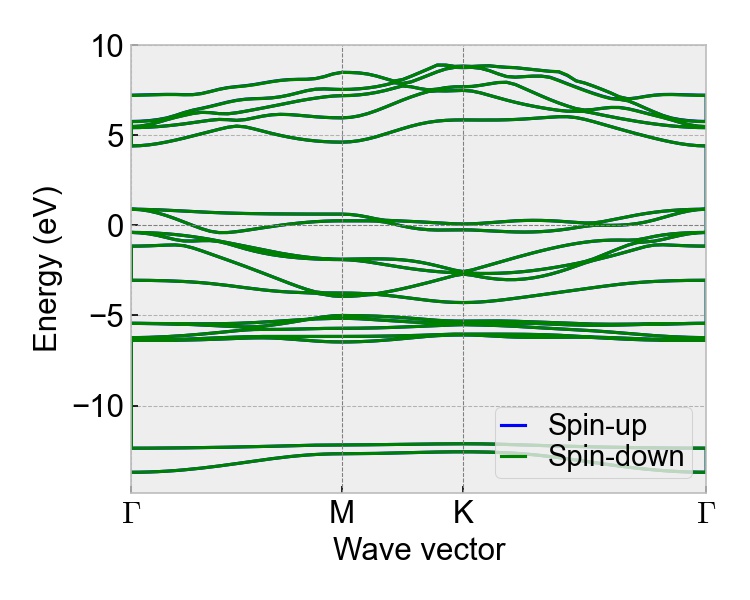 10
5
0
−5
−10
Energy (eV)
Spin-up
Spin-down
Γ M K Γ
Wave vector